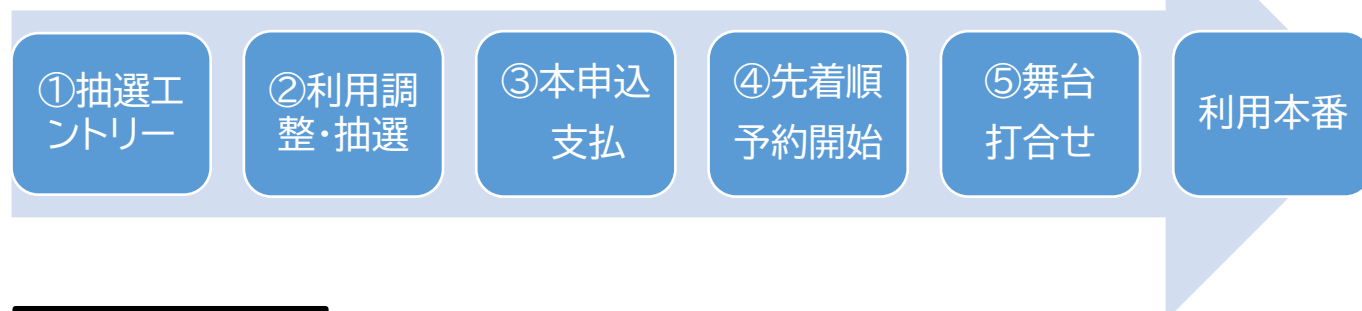 ①抽選エ
ントリー
②利用調
整・抽選
③本申込
支払
④先着順
予約開始
⑤舞台
打合せ
利用本番